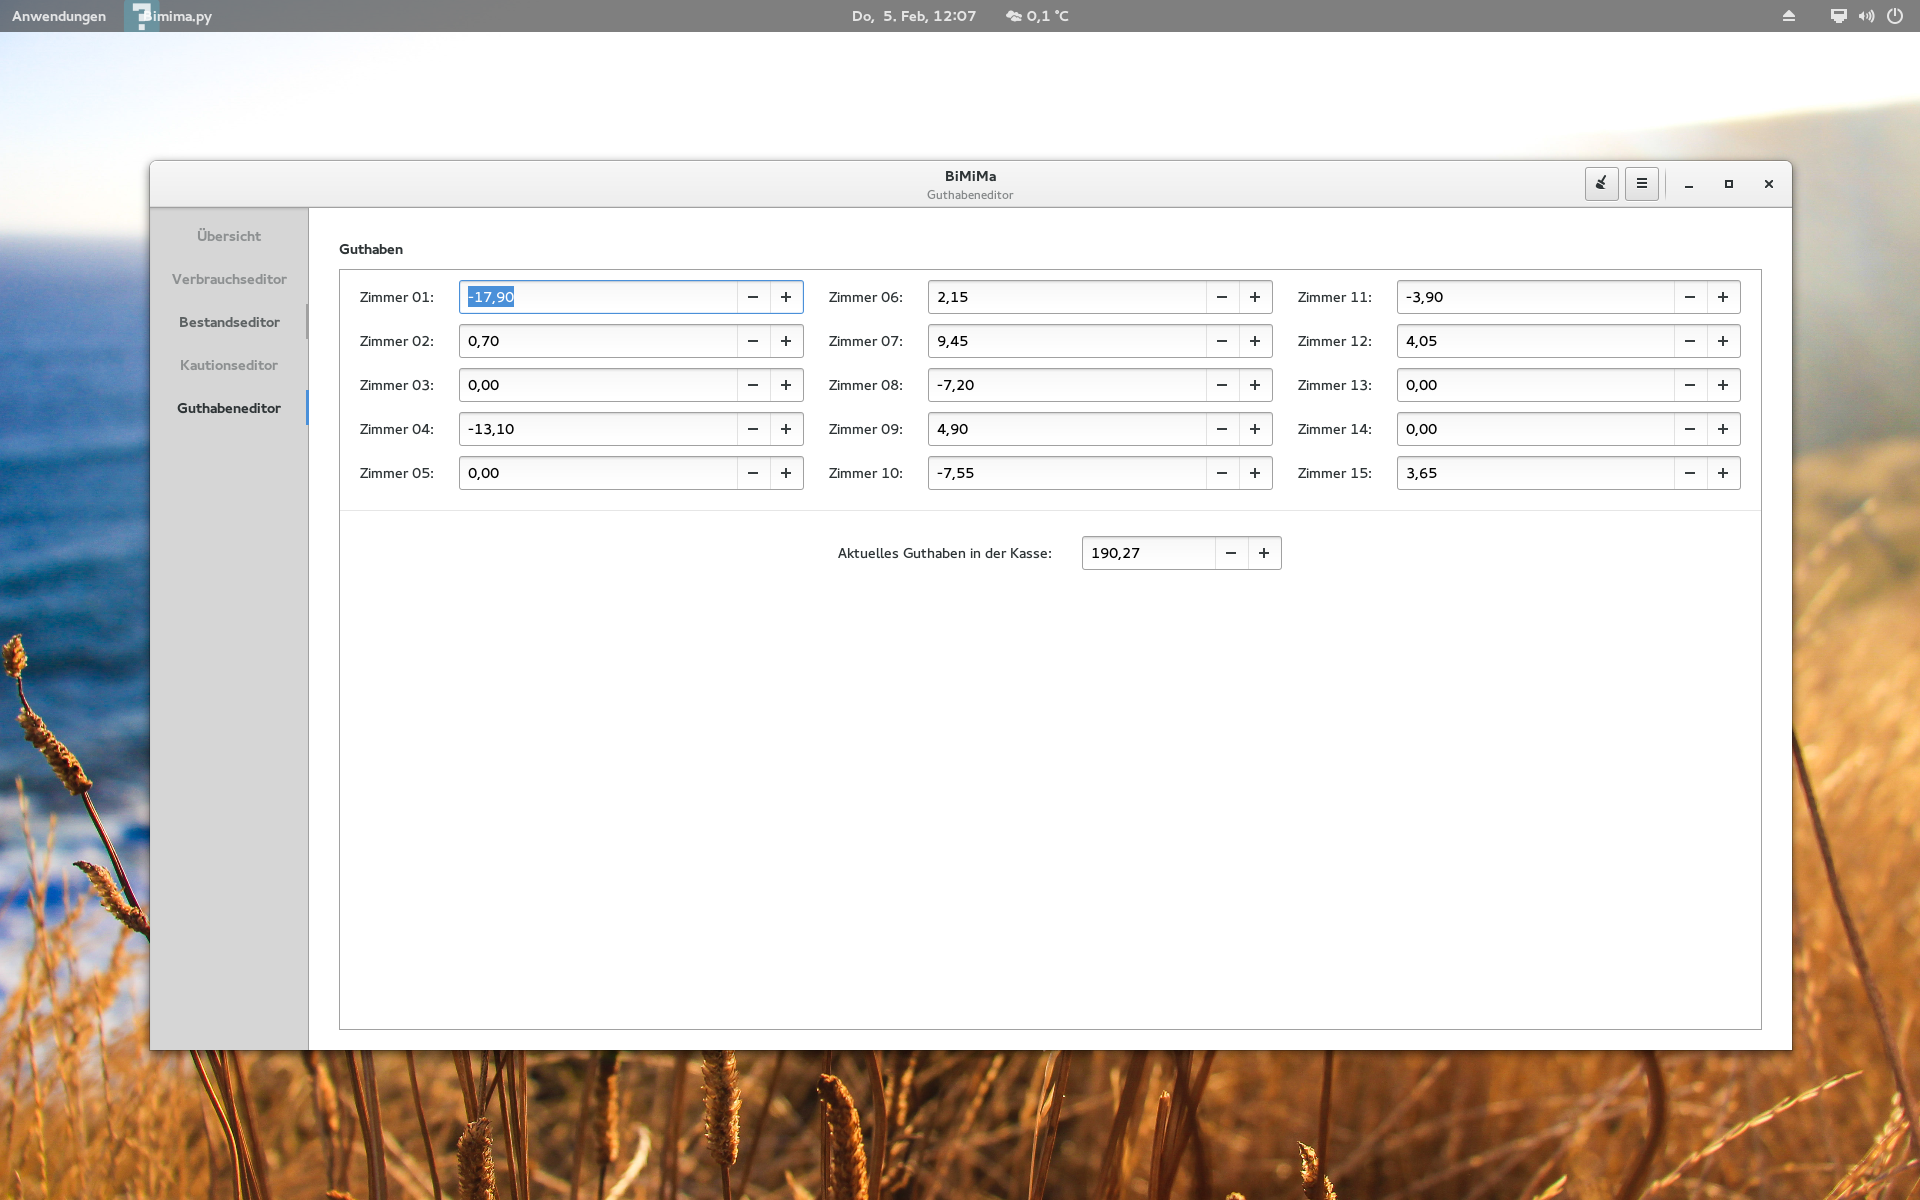 Anwendungen Bimima.py Do, 5. Feb, 12:07 0,1 °C
BiMiMa
Guthabeneditor
Übersicht
Verbrauchseditor
Bestandseditor
Kautionseditor
Guthabeneditor
Guthaben
Zimmer 01: -17,90 Zimmer 06: 2,15 Zimmer 11: -3,90
Zimmer 02: 0,70 Zimmer 07: 9,45 Zimmer 12: 4,05
Zimmer 03: 0,00 Zimmer 08: -7,20 Zimmer 13: 0,00
Zimmer 04: -13,10 Zimmer 09: 4,90 Zimmer 14: 0,00
Zimmer 05: 0,00 Zimmer 10: -7,55 Zimmer 15: 3,65
Aktuelles Guthaben in der Kasse: 190,27